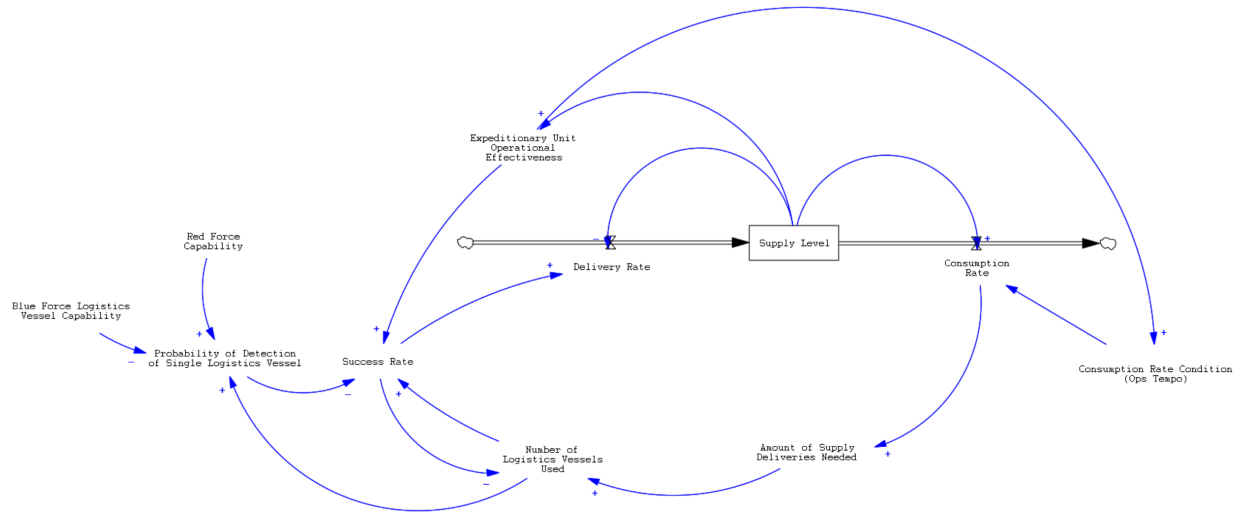 +
Expeditionary Unit
Operational
Effectiveness
Red Force
Capability
−
Supply Level
+
Delivery Rate
+
Consumption
Rate
Blue Force Logistics
Vessel Capability
+
−
Probability of Detection
of Single Logistics Vessel
+
Success Rate
+
Consumption Rate Condition
(Ops Tempo)
+
−
+
Number of
Logistics Vessels
Used
−
Amount of Supply
Deliveries Needed
+
+